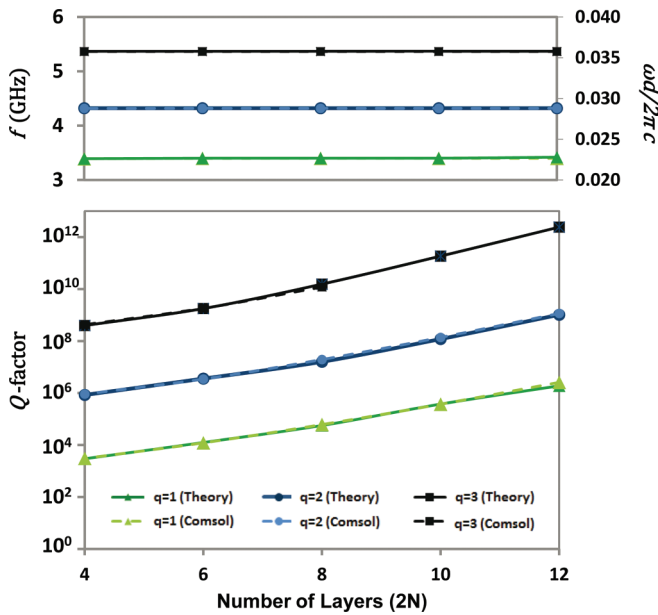 6
5
4
3
f (GHz)
0.040
0.035
0.030
0.025
0.020
ωd/2πc
10¹²
10¹⁰
10⁸
10⁶
10⁴
10²
10⁰
Q-factor
q=1 (Theory) q=2 (Theory) q=3 (Theory)
q=1 (Comsol) q=2 (Comsol) q=3 (Comsol)
4 6 8 10 12
Number of Layers (2N)